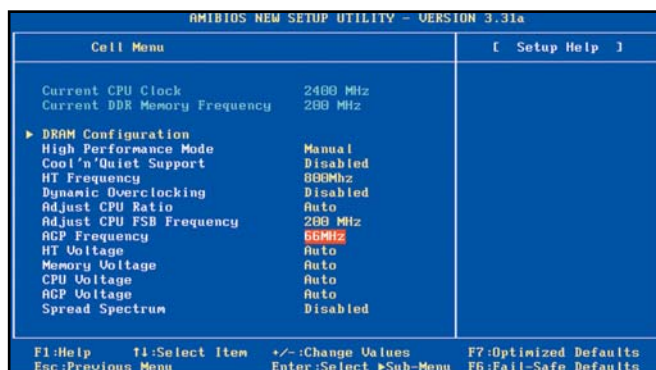 AMIBIOS NEW SETUP UTILITY - VERSION 3.31a
Cell Menu
[ Setup Help ]
Current CPU Clock 2400 MHz
Current DDR Memory Frequency 200 MHz
▶ DRAM Configuration
High Performance Mode Manual
Cool'n'Quiet Support Disabled
HT Frequency 800Mhz
Dynamic Overclocking Disabled
Adjust CPU Ratio Auto
Adjust CPU FSB Frequency 200 MHz
AGP Frequency 66MHz
HT Voltage Auto
Memory Voltage Auto
CPU Voltage Auto
AGP Voltage Auto
Spread Spectrum Disabled
F1:Help ↑↓:Select Item +/-:Change Values F7:Optimized Defaults
Esc:Previous Menu Enter:Select ▶Sub-Menu F6:Fail-Safe Defaults